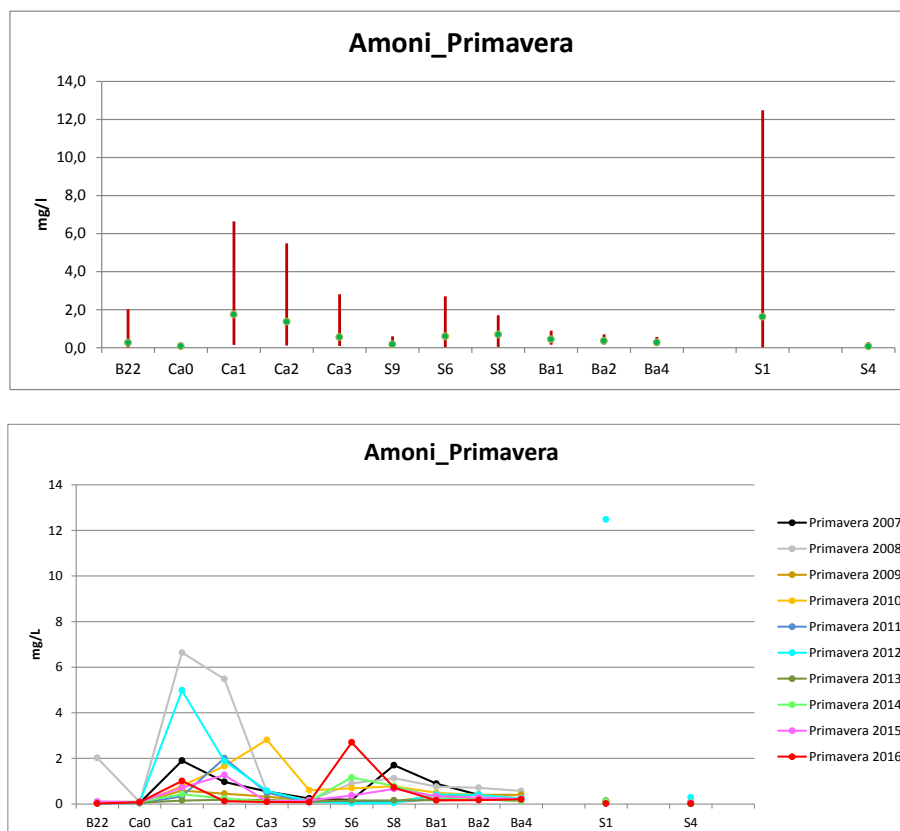 Amoni_Primavera
14,0
12,0
10,0
8,0
6,0
4,0
2,0
0,0
mg/l
B22 Ca0 Ca1 Ca2 Ca3 S9 S6 S8 Ba1 Ba2 Ba4 S1 S4
Amoni_Primavera
14
12
10
8
6
4
2
0
mg/L
B22 Ca0 Ca1 Ca2 Ca3 S9 S6 S8 Ba1 Ba2 Ba4 S1 S4
Primavera 2007
Primavera 2008
Primavera 2009
Primavera 2010
Primavera 2011
Primavera 2012
Primavera 2013
Primavera 2014
Primavera 2015
Primavera 2016